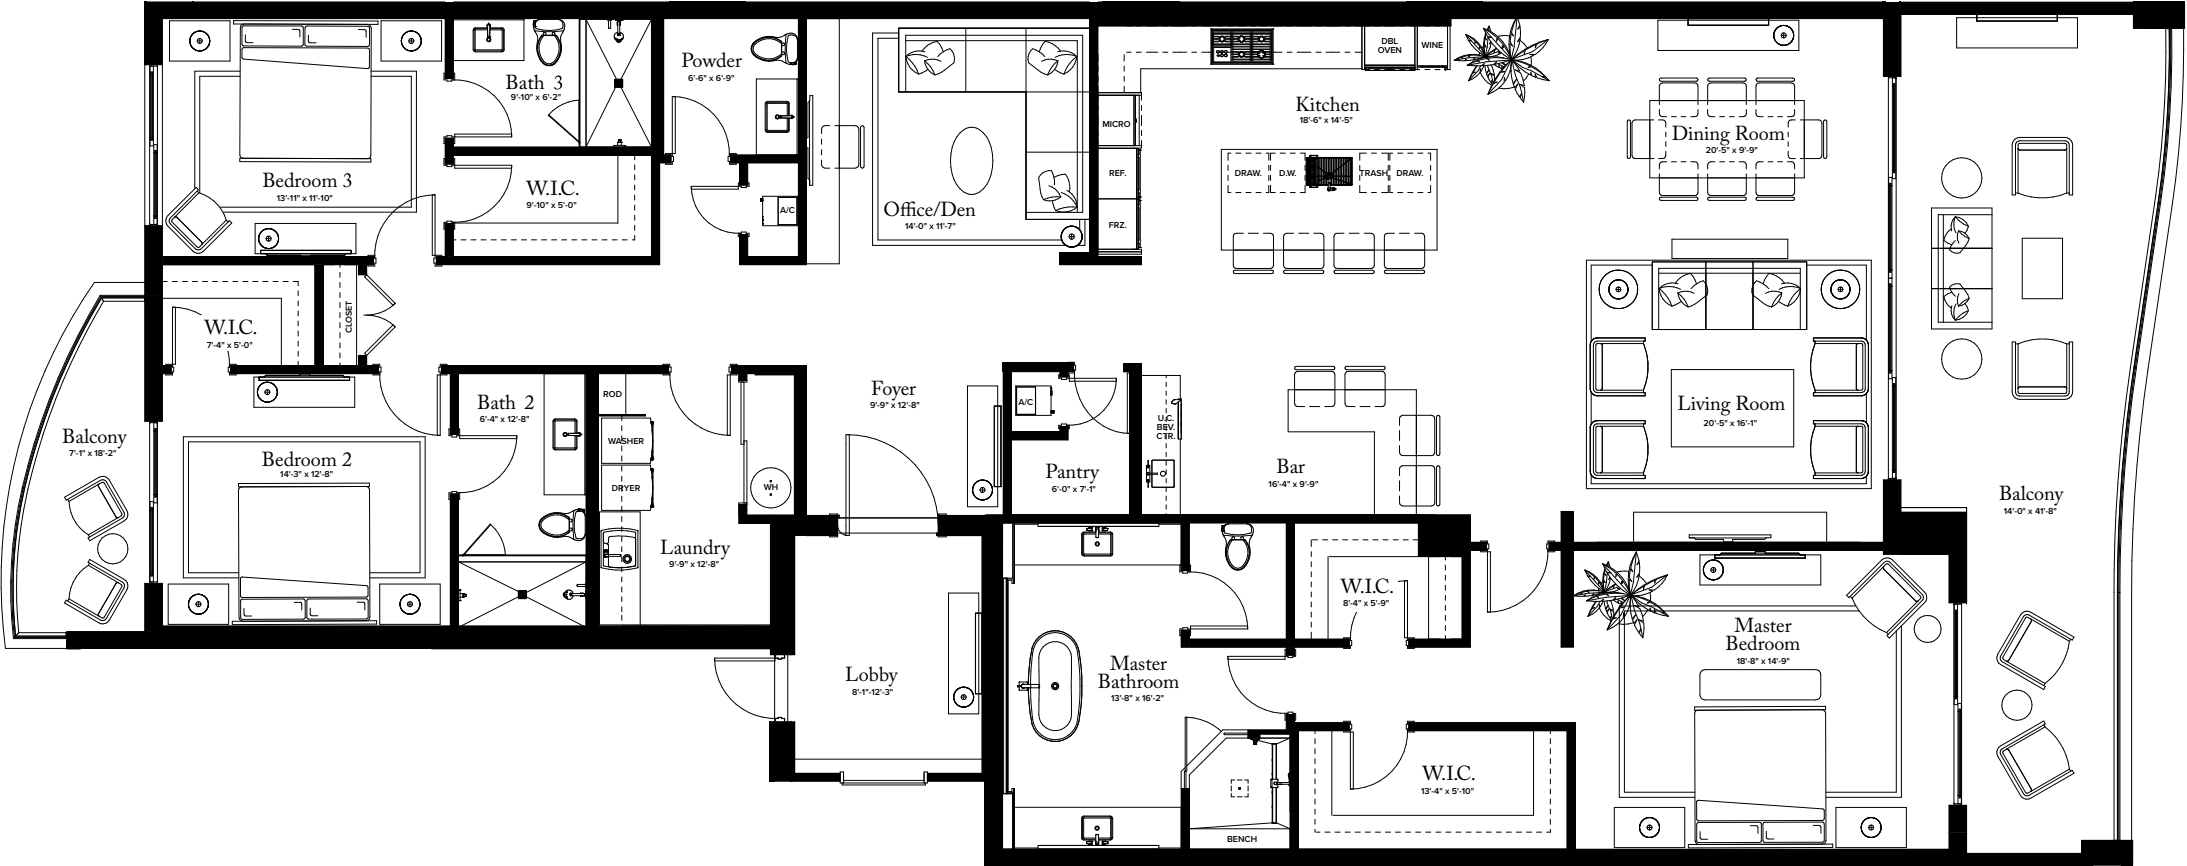 Bedroom 3
13'-11" x 11'-10"
Bath 3
9'-10" x 6'-2"
W.I.C.
9'-10" x 5'-0"
Powder
6'-6" x 6'-9"
A/C
Office/Den
14'-0" x 11'-7"
Kitchen
18'-6" x 14'-5"
DBL
OVEN
WINE
MICRO
REF.
FRZ.
DRAW.
D.W.
TRASH
DRAW.
Dining Room
20'-5" x 9'-9"
W.I.C.
7'-4" x 5'-0"
CLOSET
Balcony
7'-1" x 18'-2"
Bedroom 2
14'-3" x 12'-8"
Bath 2
6'-4" x 12'-8"
ROD
WASHER
DRYER
WH
Laundry
9'-9" x 12'-8"
Foyer
9'-9" x 12'-8"
A/C
Pantry
6'-0" x 7'-1"
U.C.
BEV.
CTR.
Bar
16'-4" x 9'-9"
Living Room
20'-5" x 16'-1"
Balcony
14'-0" x 41'-8"
Lobby
8'-1"-12'-3"
Master
Bathroom
13'-8" x 16'-2"
BENCH
W.I.C.
8'-4" x 5'-9"
W.I.C.
13'-4" x 5'-10"
Master
Bedroom
18'-8" x 14'-9"